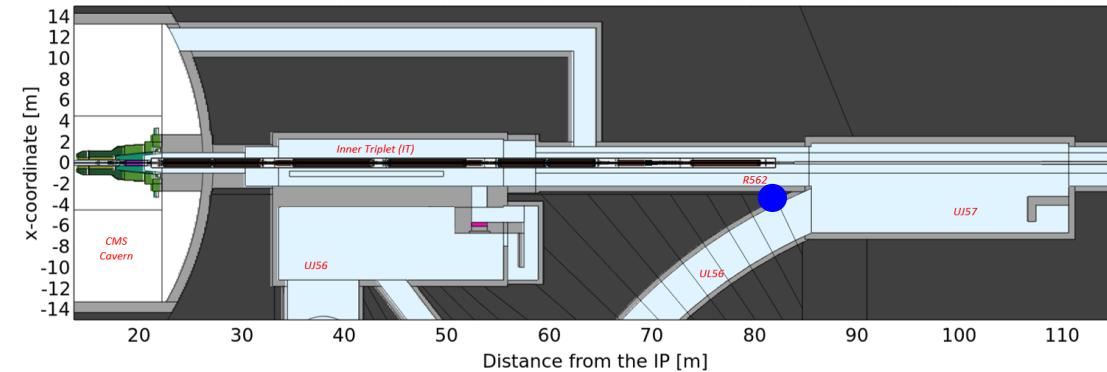 14
12
10
8
6
4
2
0
-2
-4
-6
-8
-10
-12
-14
x-coordinate [m]
CMS
Cavern
Inner Triplet (IT)
R562
UJ57
UJ56
UL56
20 30 40 50 60 70 80 90 100 110
Distance from the IP [m]